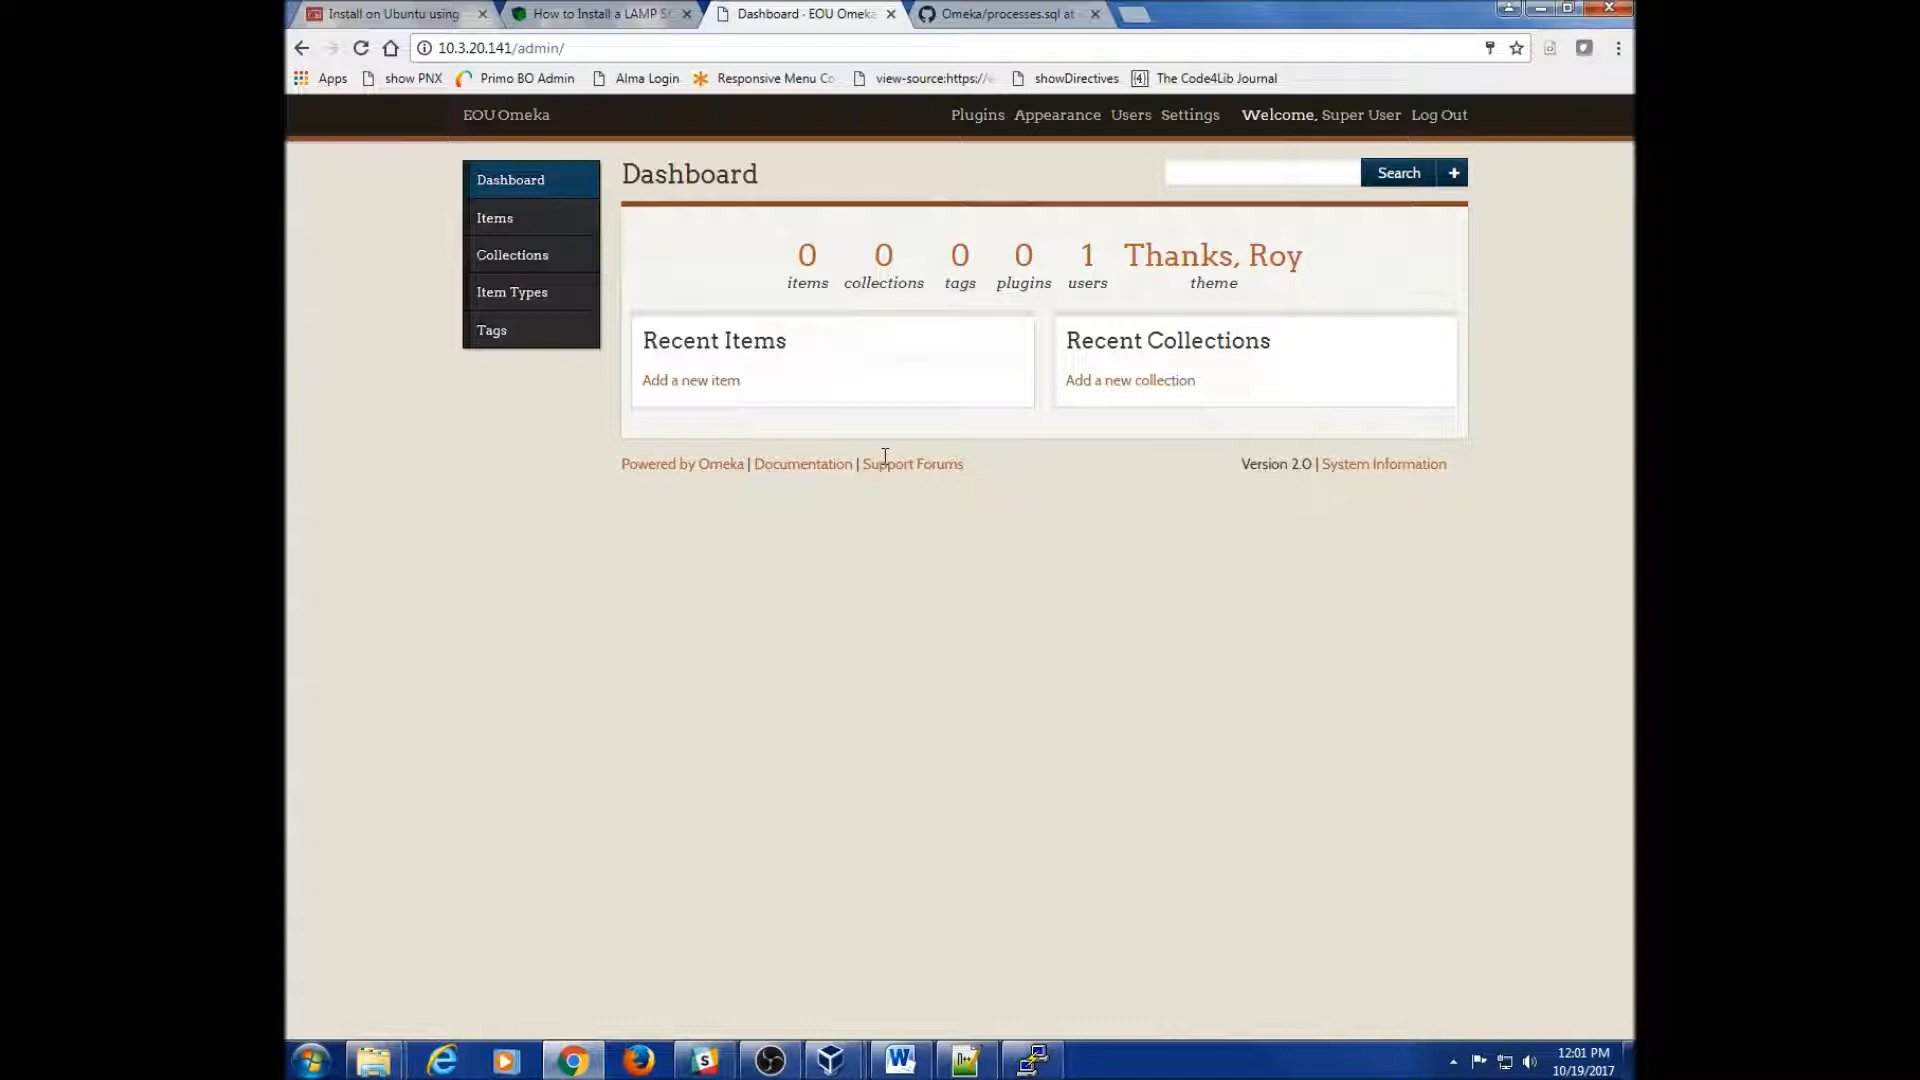 Install on Ubuntu using
How to Install a LAMP
Dashboard - EOU Omeka
Omeka/processes.sql at
10.3.20.141/admin/
Apps show PNX Primo BO Admin Alma Login Responsive Menu Co view-source:https:// showDirectives {4} The Code4Lib Journal
EOU Omeka Plugins Appearance Users Settings Welcome, Super User Log Out
Dashboard
Items
Collections
Item Types
Tags
Dashboard
Search +
0 0 0 0 1 Thanks, Roy
items collections tags plugins users theme
Recent Items
Add a new item
Recent Collections
Add a new collection
Powered by Omeka | Documentation | Support Forums
Version 2.0 | System Information
12:01 PM
10/19/2017